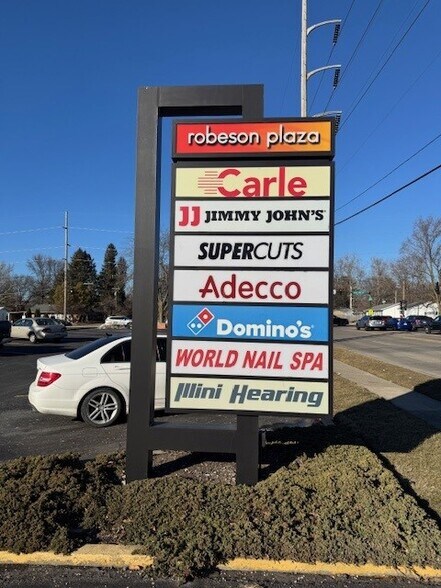 robeson plaza
Carle
JJ JIMMY JOHN'S
SUPERCUTS
Adecco
Domino's
WORLD NAIL SPA
Illini Hearing